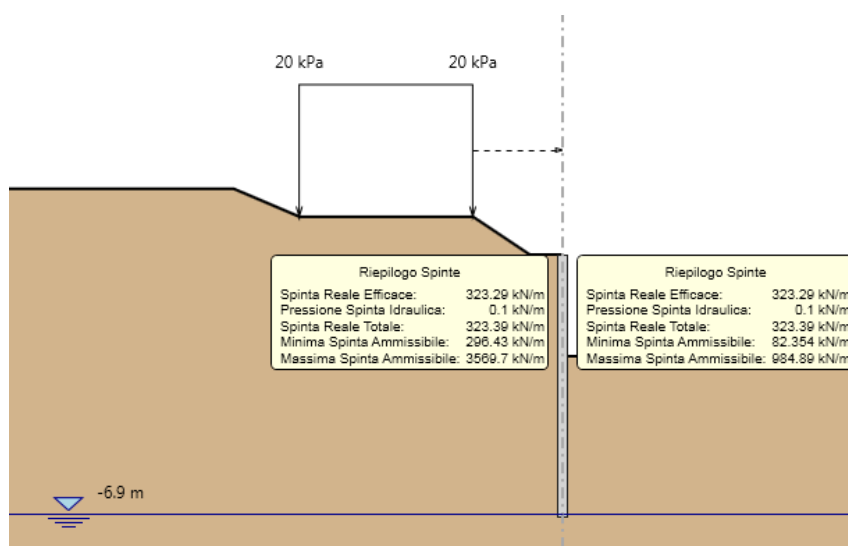 20 kPa
20 kPa
Riepilogo Spinte
Spinta Reale Efficace: 323.29 kN/m
Pressione Spinta Idraulica: 0.1 kN/m
Spinta Reale Totale: 323.39 kN/m
Minima Spinta Ammissibile: 296.43 kN/m
Massima Spinta Ammissibile: 3569.7 kN/m
Riepilogo Spinte
Spinta Reale Efficace: 323.29 kN/m
Pressione Spinta Idraulica: 0.1 kN/m
Spinta Reale Totale: 323.39 kN/m
Minima Spinta Ammissibile: 82.354 kN/m
Massima Spinta Ammissibile: 984.89 kN/m
-6.9 m